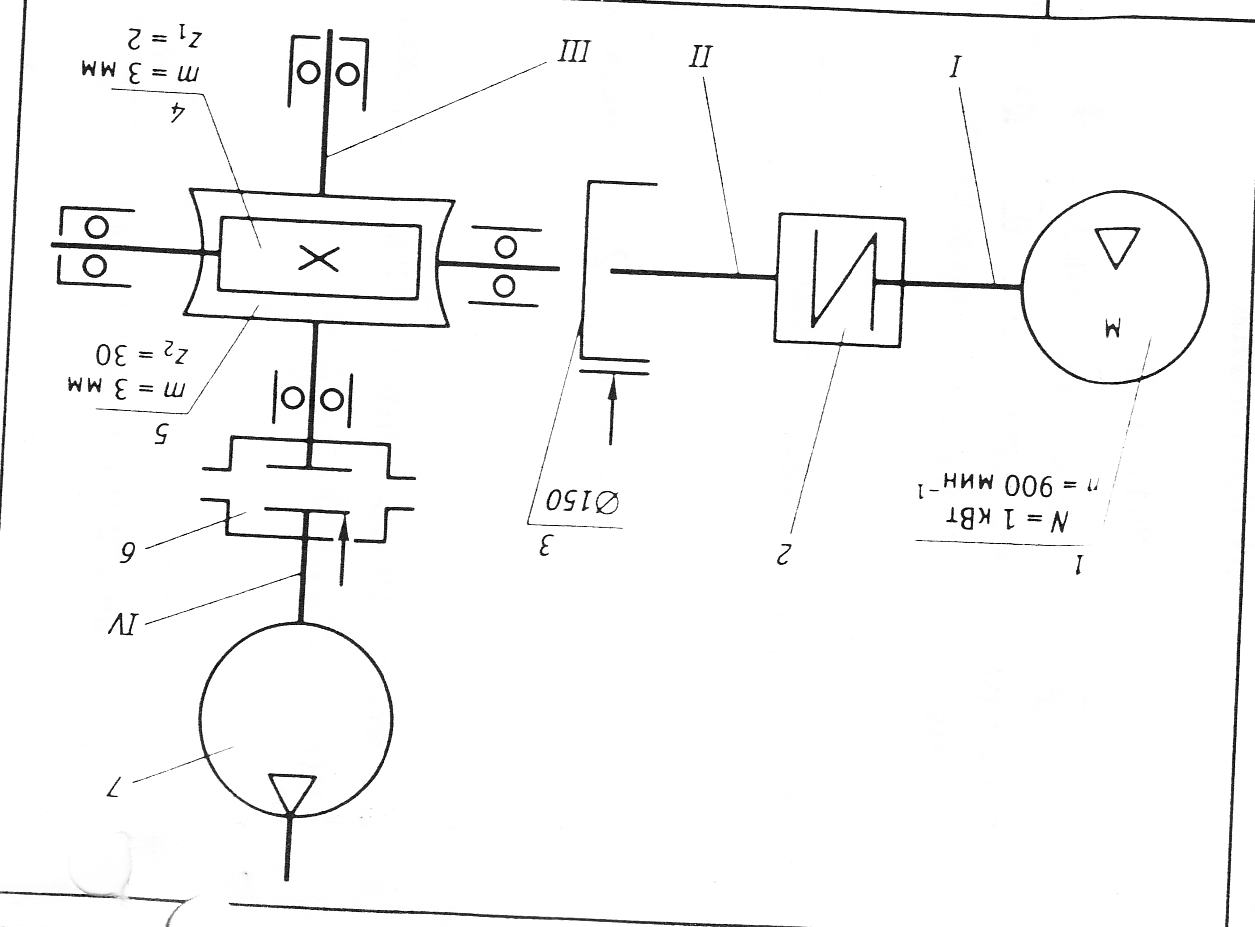 7
IV
1
N = 1 кВт
n = 900 мин⁻¹
2
3
Ø150
6
5
m = 3 мм
z₂ = 30
М
4
m = 3 мм
z₁ = 2
I
II
III